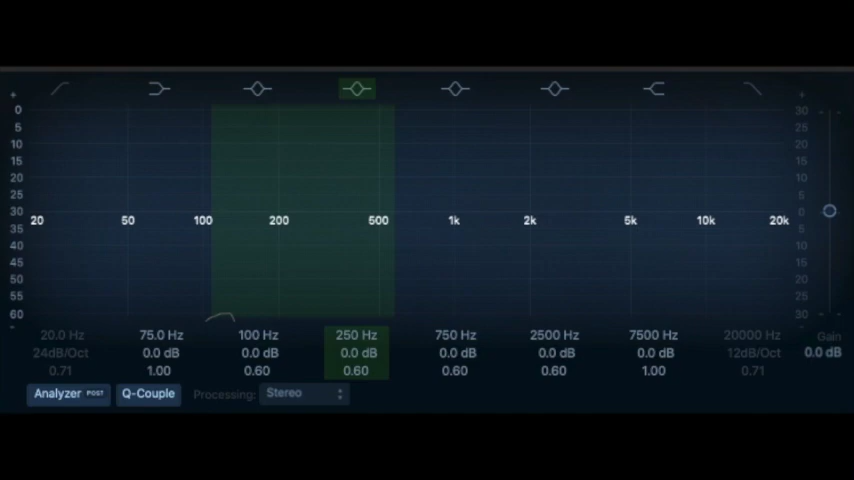 + +
0 30
5 25
10 20
15 15
20 10
25 5
30 20 50 100 200 500 1k 2k 5k 10k 20k 0
35 5
40 10
45 15
50 20
55 25
60 30
- -
20.0 Hz 75.0 Hz 100 Hz 250 Hz 750 Hz 2500 Hz 7500 Hz 20000 Hz Gain
24dB/Oct 0.0 dB 0.0 dB 0.0 dB 0.0 dB 0.0 dB 0.0 dB 12dB/Oct 0.0 dB
0.71 1.00 0.60 0.60 0.60 0.60 1.00 0.71
Analyzer POST Q-Couple Processing: Stereo